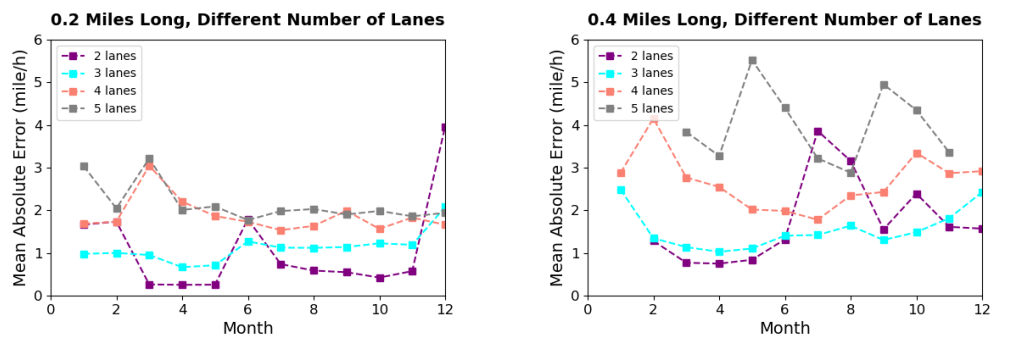 0.2 Miles Long, Different Number of Lanes
Mean Absolute Error (mile/h)
6
5
4
3
2
1
0
2 lanes
3 lanes
4 lanes
5 lanes
0 2 4 6 8 10 12
Month
0.4 Miles Long, Different Number of Lanes
Mean Absolute Error (mile/h)
6
5
4
3
2
1
0
2 lanes
3 lanes
4 lanes
5 lanes
0 2 4 6 8 10 12
Month